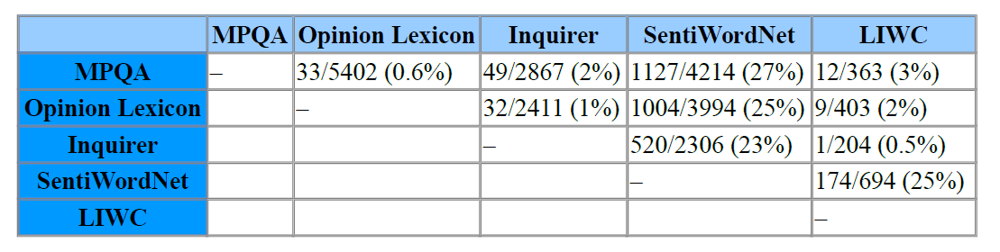 MPQA Opinion Lexicon Inquirer SentiWordNet LIWC
MPQA – 33/5402 (0.6%) 49/2867 (2%) 1127/4214 (27%) 12/363 (3%)
Opinion Lexicon – 32/2411 (1%) 1004/3994 (25%) 9/403 (2%)
Inquirer – 520/2306 (23%) 1/204 (0.5%)
SentiWordNet – 174/694 (25%)
LIWC –